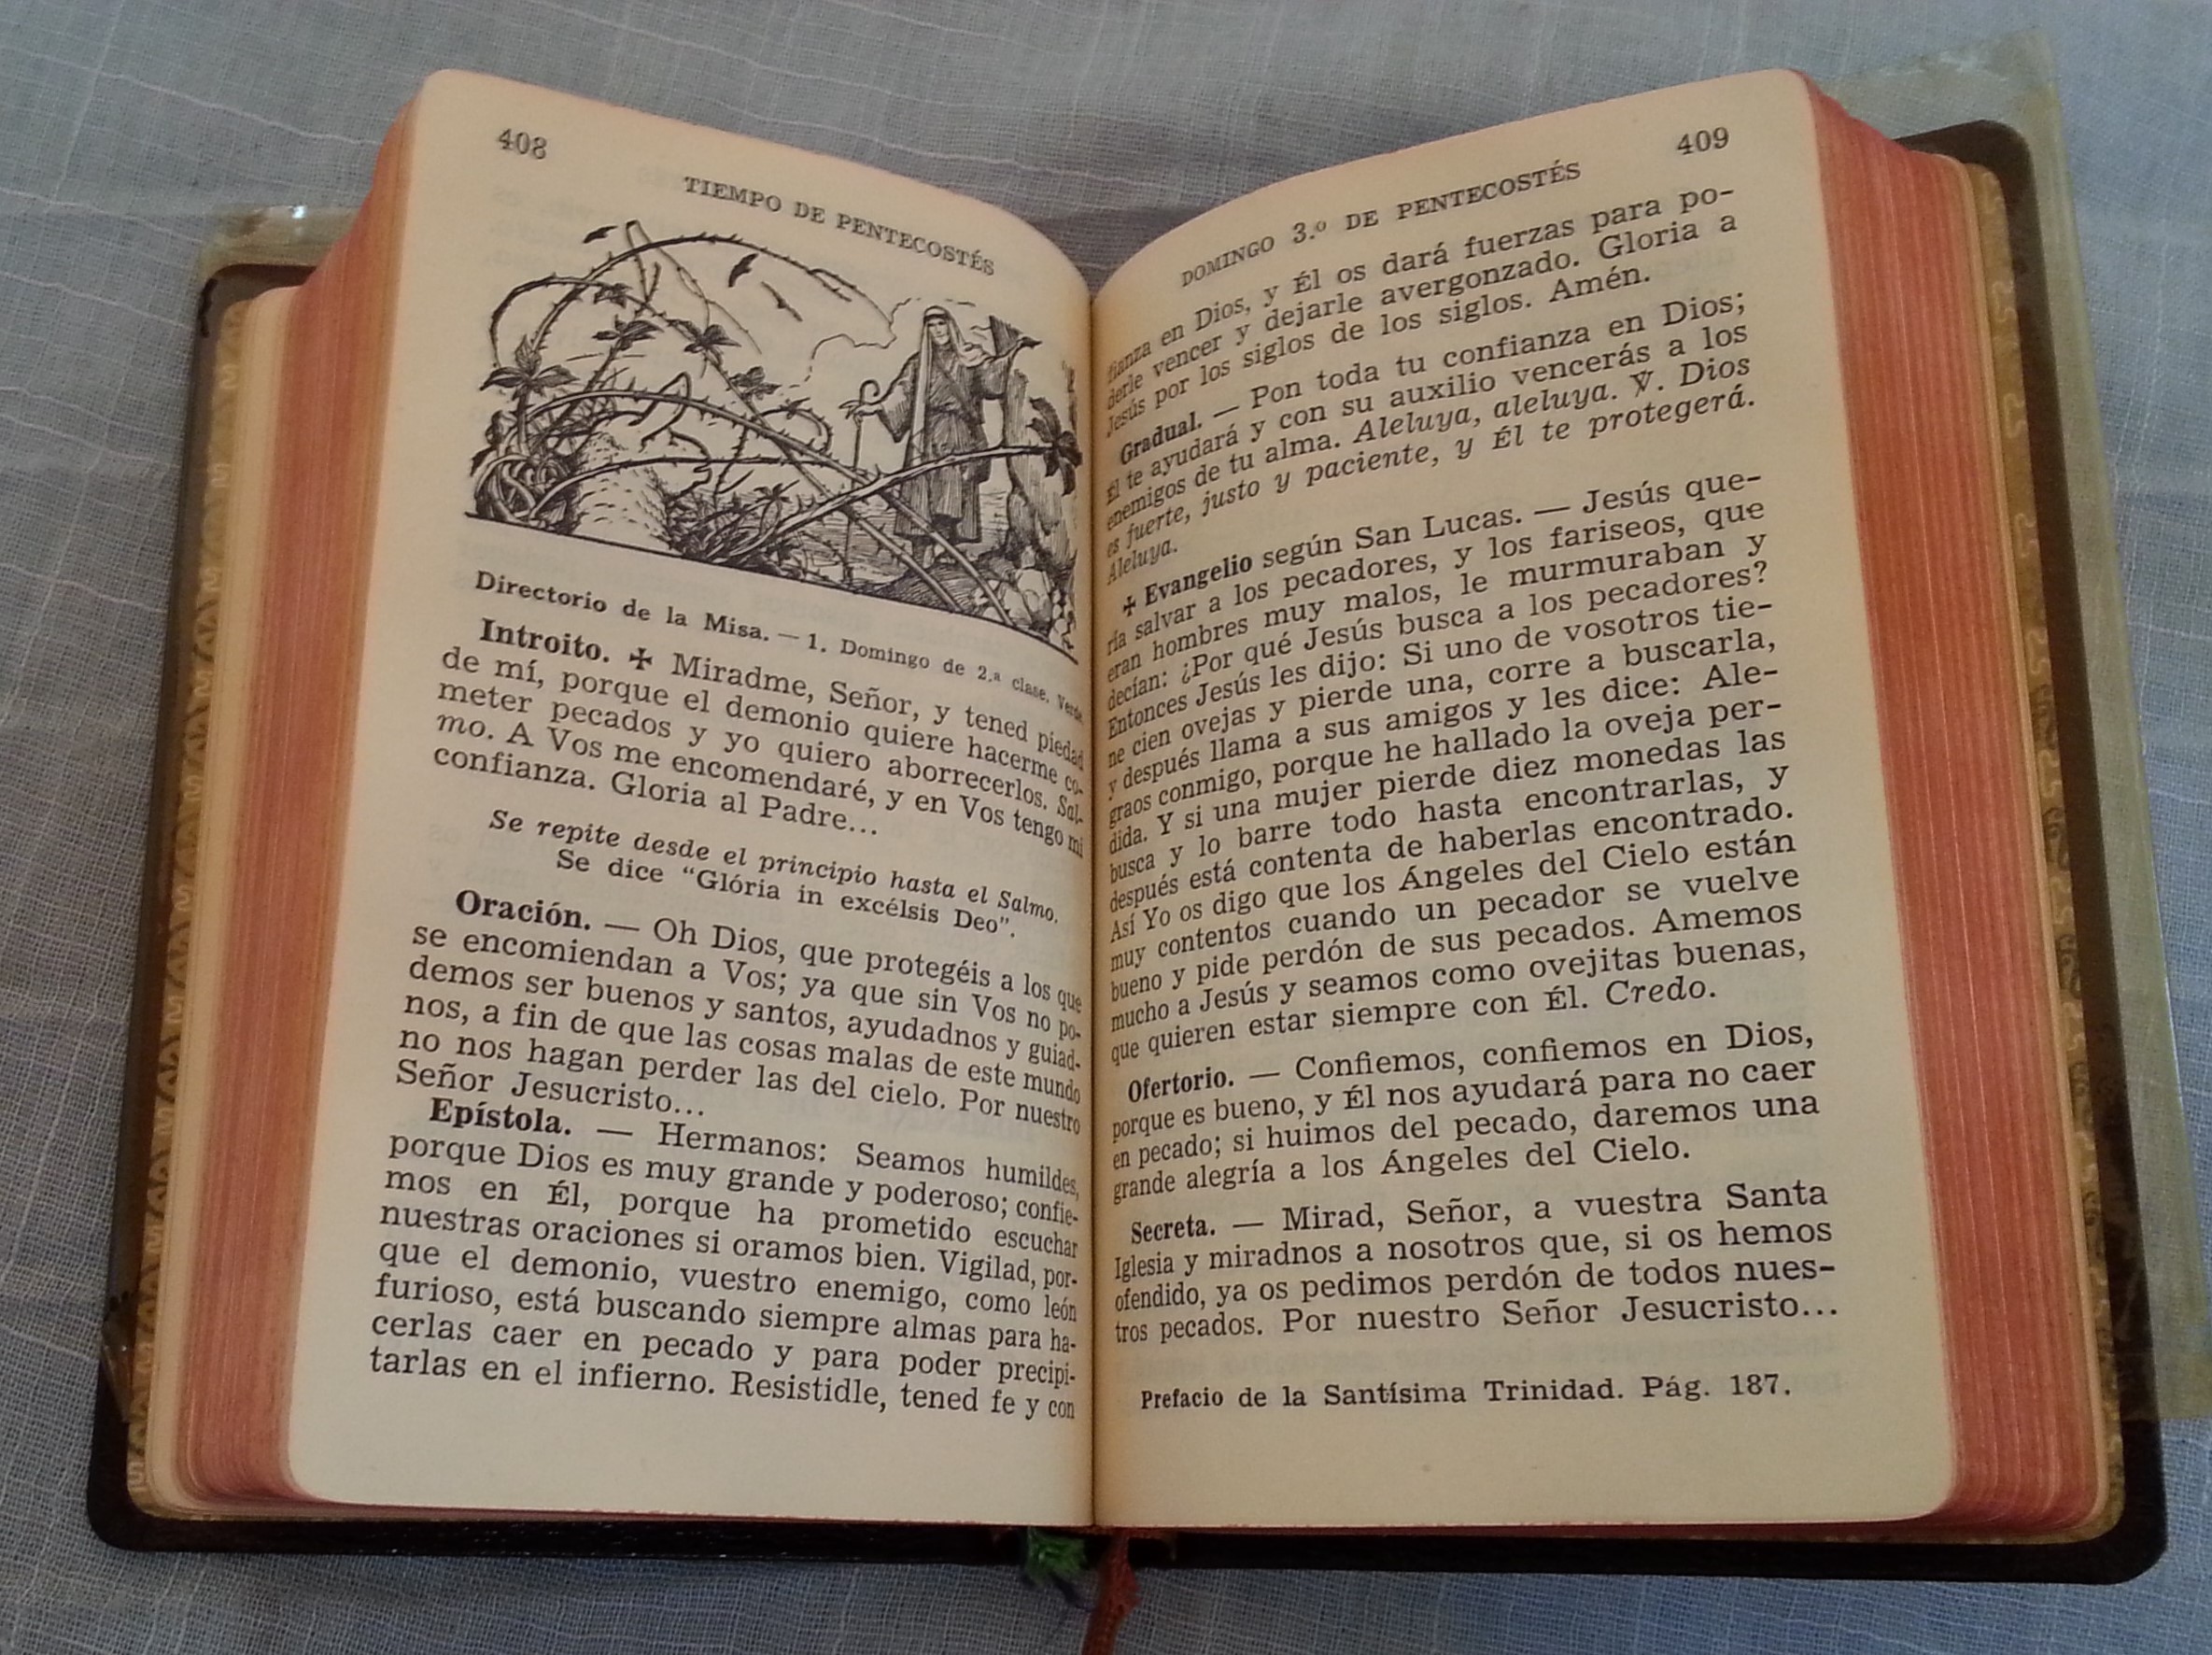 408
TIEMPO DE PENTECOSTÉS
Directorio de la Misa. — 1. Domingo de 2.ª clase. Verde.
Introito. ✠ Miradme, Señor, y tened piedad
de mí, porque el demonio quiere hacerme co-
meter pecados y yo quiero aborrecerlos. Sal-
mo. A Vos me encomendaré, y en Vos tengo mi
confianza. Gloria al Padre...
Se repite desde el principio hasta el Salmo.
Se dice “Glória in excélsis Deo”.
Oración. — Oh Dios, que protegéis a los que
se encomiendan a Vos; ya que sin Vos no po-
demos ser buenos y santos, ayudadnos y guiad-
nos, a fin de que las cosas malas de este mundo
no nos hagan perder las del cielo. Por nuestro
Señor Jesucristo...
Epístola. — Hermanos: Seamos humildes,
porque Dios es muy grande y poderoso; confie-
mos en Él, porque ha prometido escuchar
nuestras oraciones si oramos bien. Vigilad, por-
que el demonio, vuestro enemigo, como león
furioso, está buscando siempre almas para ha-
cerlas caer en pecado y para poder precipi-
tarlas en el infierno. Resistidle, tened fe y con
409
DOMINGO 3.º DE PENTECOSTÉS
fianza en Dios, y Él os dará fuerzas para po-
derle vencer y dejarle avergonzado. Gloria a
Jesús por los siglos de los siglos. Amén.
Gradual. — Pon toda tu confianza en Dios;
Él te ayudará y con su auxilio vencerás a los
enemigos de tu alma. Aleluya, aleluya. ℣. Dios
es fuerte, justo y paciente, y Él te protegerá.
Aleluya.
✠ Evangelio según San Lucas. — Jesús que-
ría salvar a los pecadores, y los fariseos, que
eran hombres muy malos, le murmuraban y
decían: ¿Por qué Jesús busca a los pecadores?
Entonces Jesús les dijo: Si uno de vosotros tie-
ne cien ovejas y pierde una, corre a buscarla,
y después llama a sus amigos y les dice: Ale-
graos conmigo, porque he hallado la oveja per-
dida. Y si una mujer pierde diez monedas las
busca y lo barre todo hasta encontrarlas, y
después está contenta de haberlas encontrado.
Así Yo os digo que los Ángeles del Cielo están
muy contentos cuando un pecador se vuelve
bueno y pide perdón de sus pecados. Amemos
mucho a Jesús y seamos como ovejitas buenas,
que quieren estar siempre con Él. Credo.
Ofertorio. — Confiemos, confiemos en Dios,
porque es bueno, y Él nos ayudará para no caer
en pecado; si huimos del pecado, daremos una
grande alegría a los Ángeles del Cielo.
Secreta. — Mirad, Señor, a vuestra Santa
Iglesia y miradnos a nosotros que, si os hemos
ofendido, ya os pedimos perdón de todos nues-
tros pecados. Por nuestro Señor Jesucristo...
Prefacio de la Santísima Trinidad. Pág. 187.